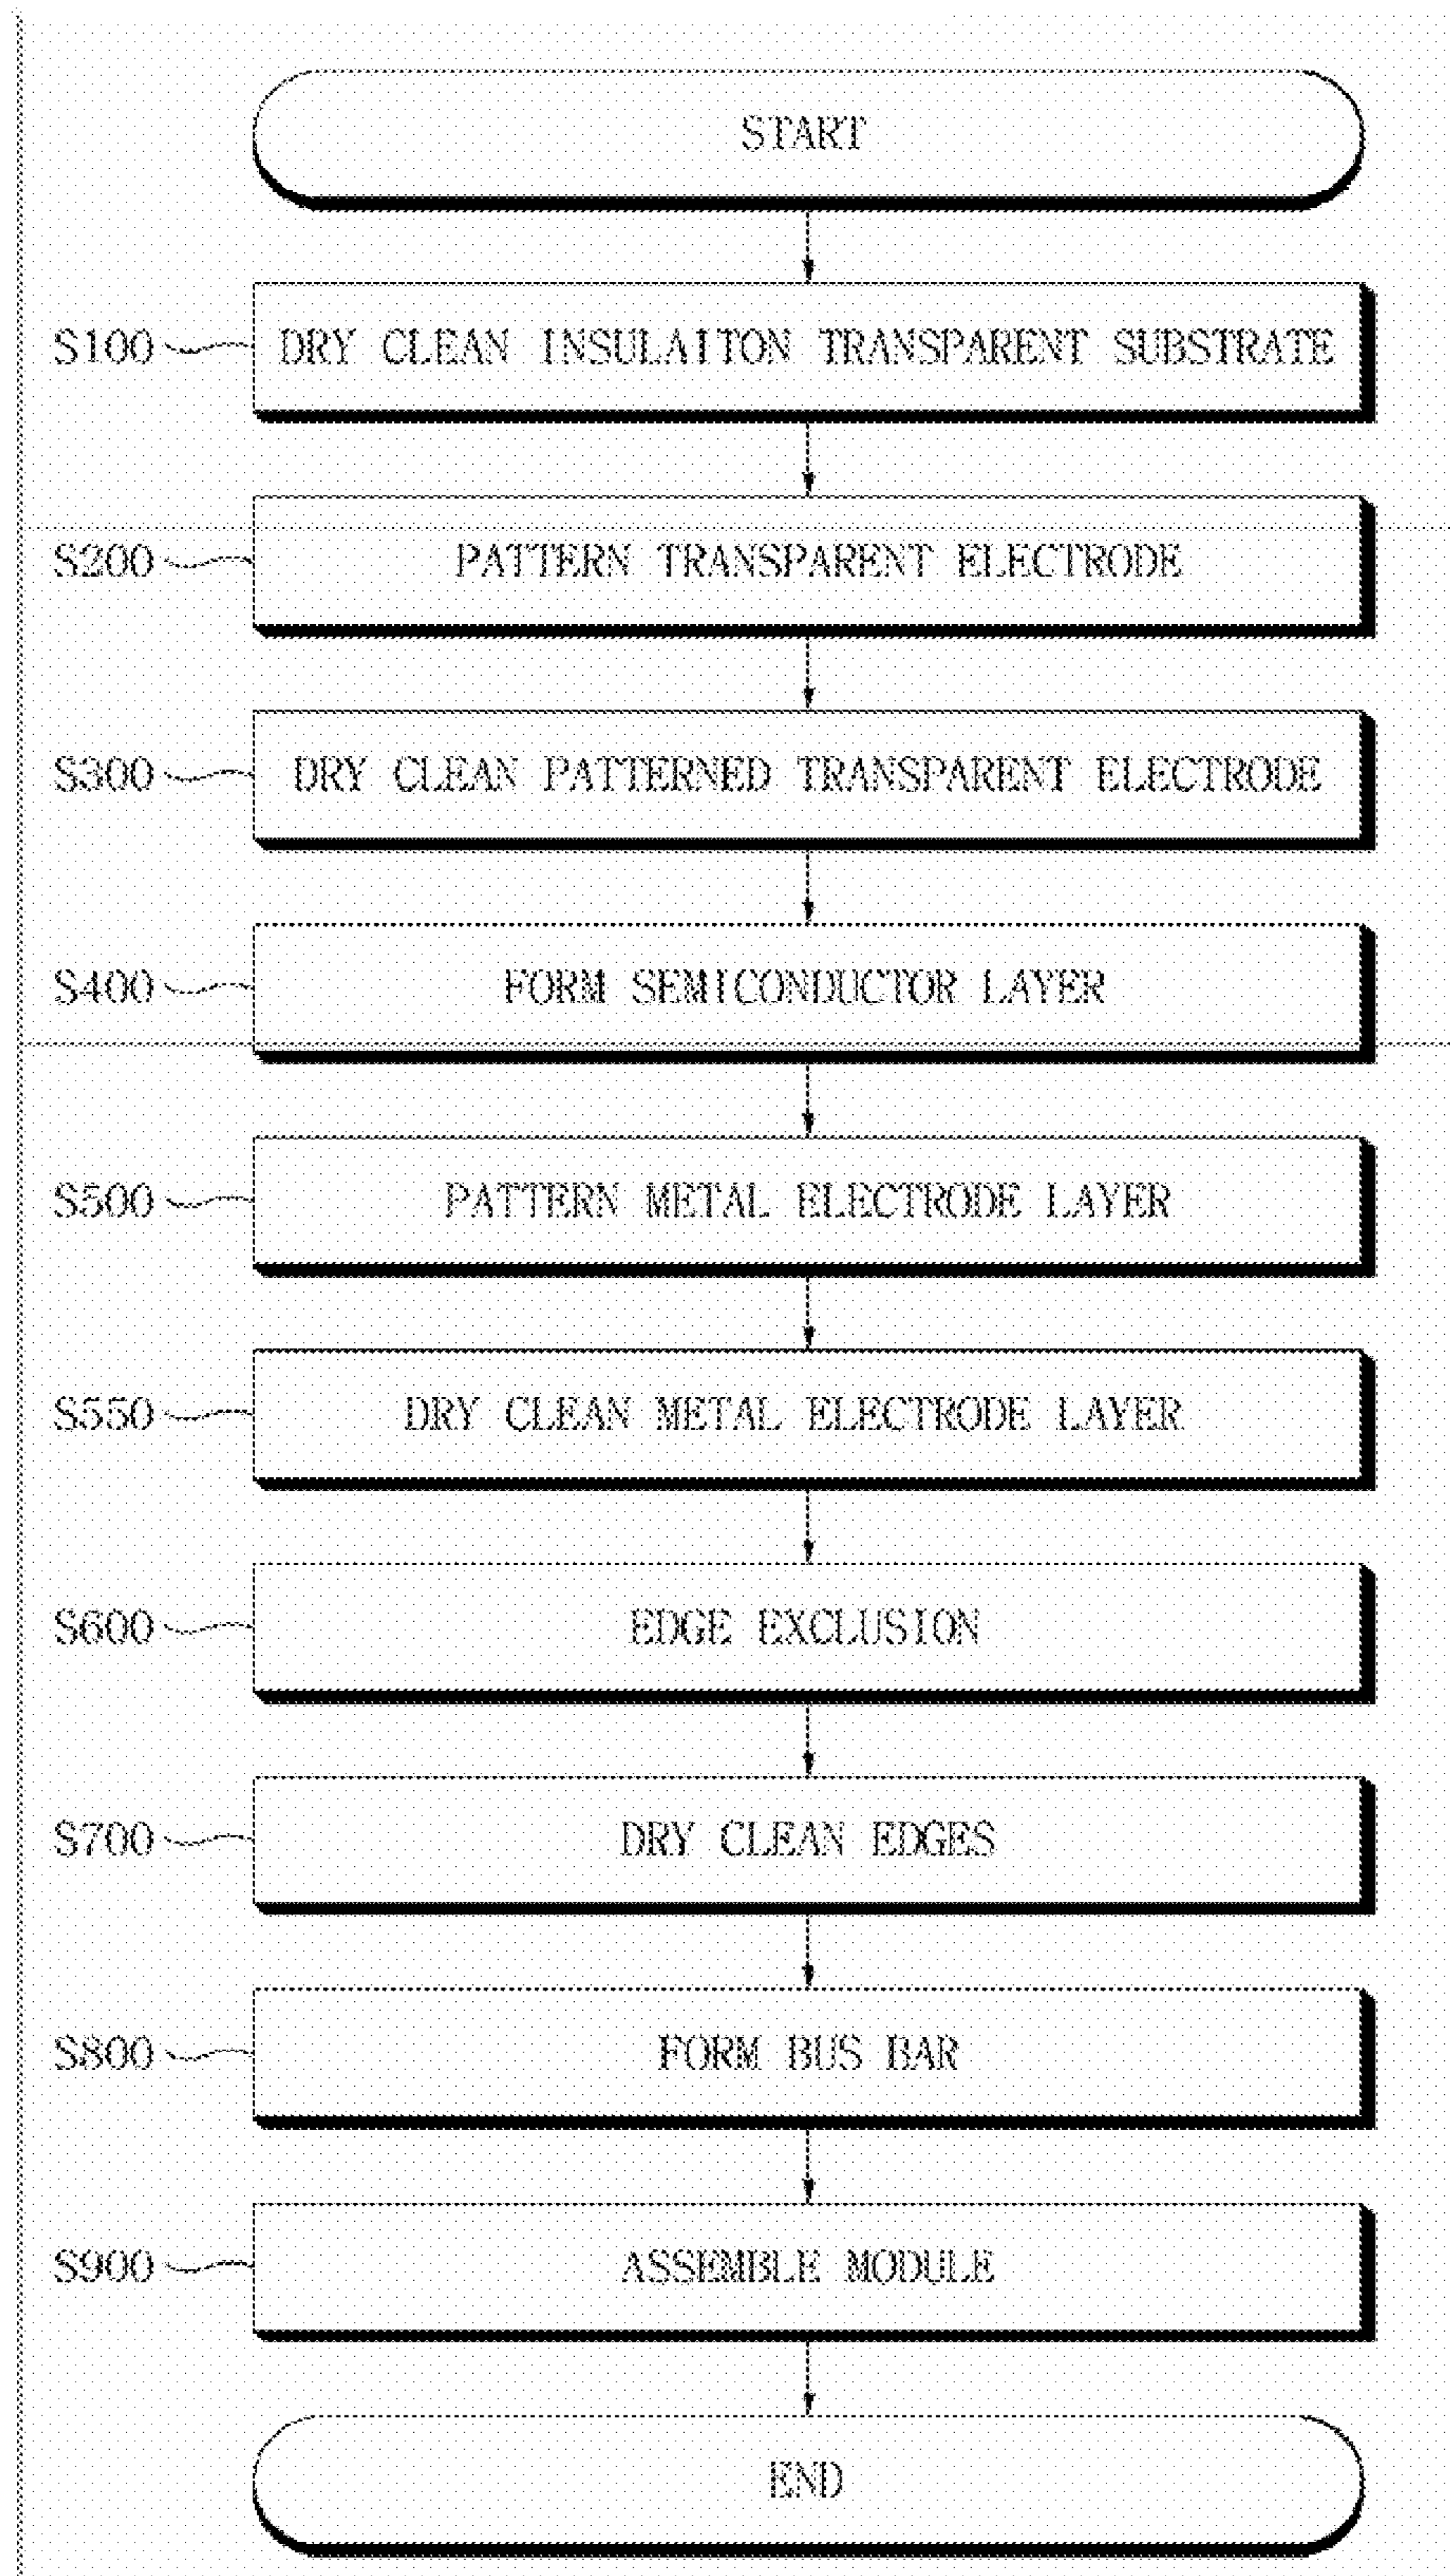 START
S100 DRY CLEAN INSULAITON TRANSPARENT SUBSTRATE
S200 PATTERN TRANSPARENT ELECTRODE
S300 DRY CLEAN PATTERNED TRANSPARENT ELECTRODE
S400 FORM SEMICONDUCTOR LAYER
S500 PATTERN METAL ELECTRODE LAYER
S550 DRY CLEAN METAL ELECTRODE LAYER
S600 EDGE EXCLUSION
S700 DRY CLEAN EDGES
S800 FORM BUS BAR
S900 ASSEMBLE MODULE
END